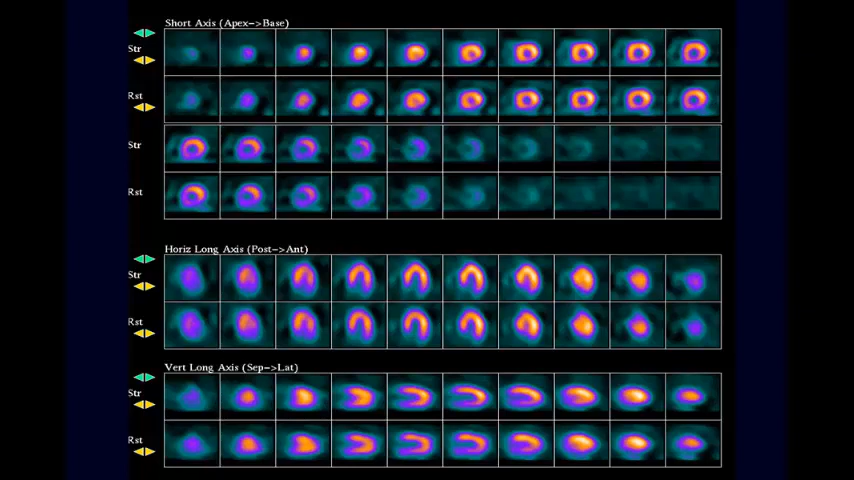 Short Axis (Apex-->Base)
Str
Rst
Str
Rst
Horiz Long Axis (Post->Ant)
Str
Rst
Vert Long Axis (Sep->Lat)
Str
Rst